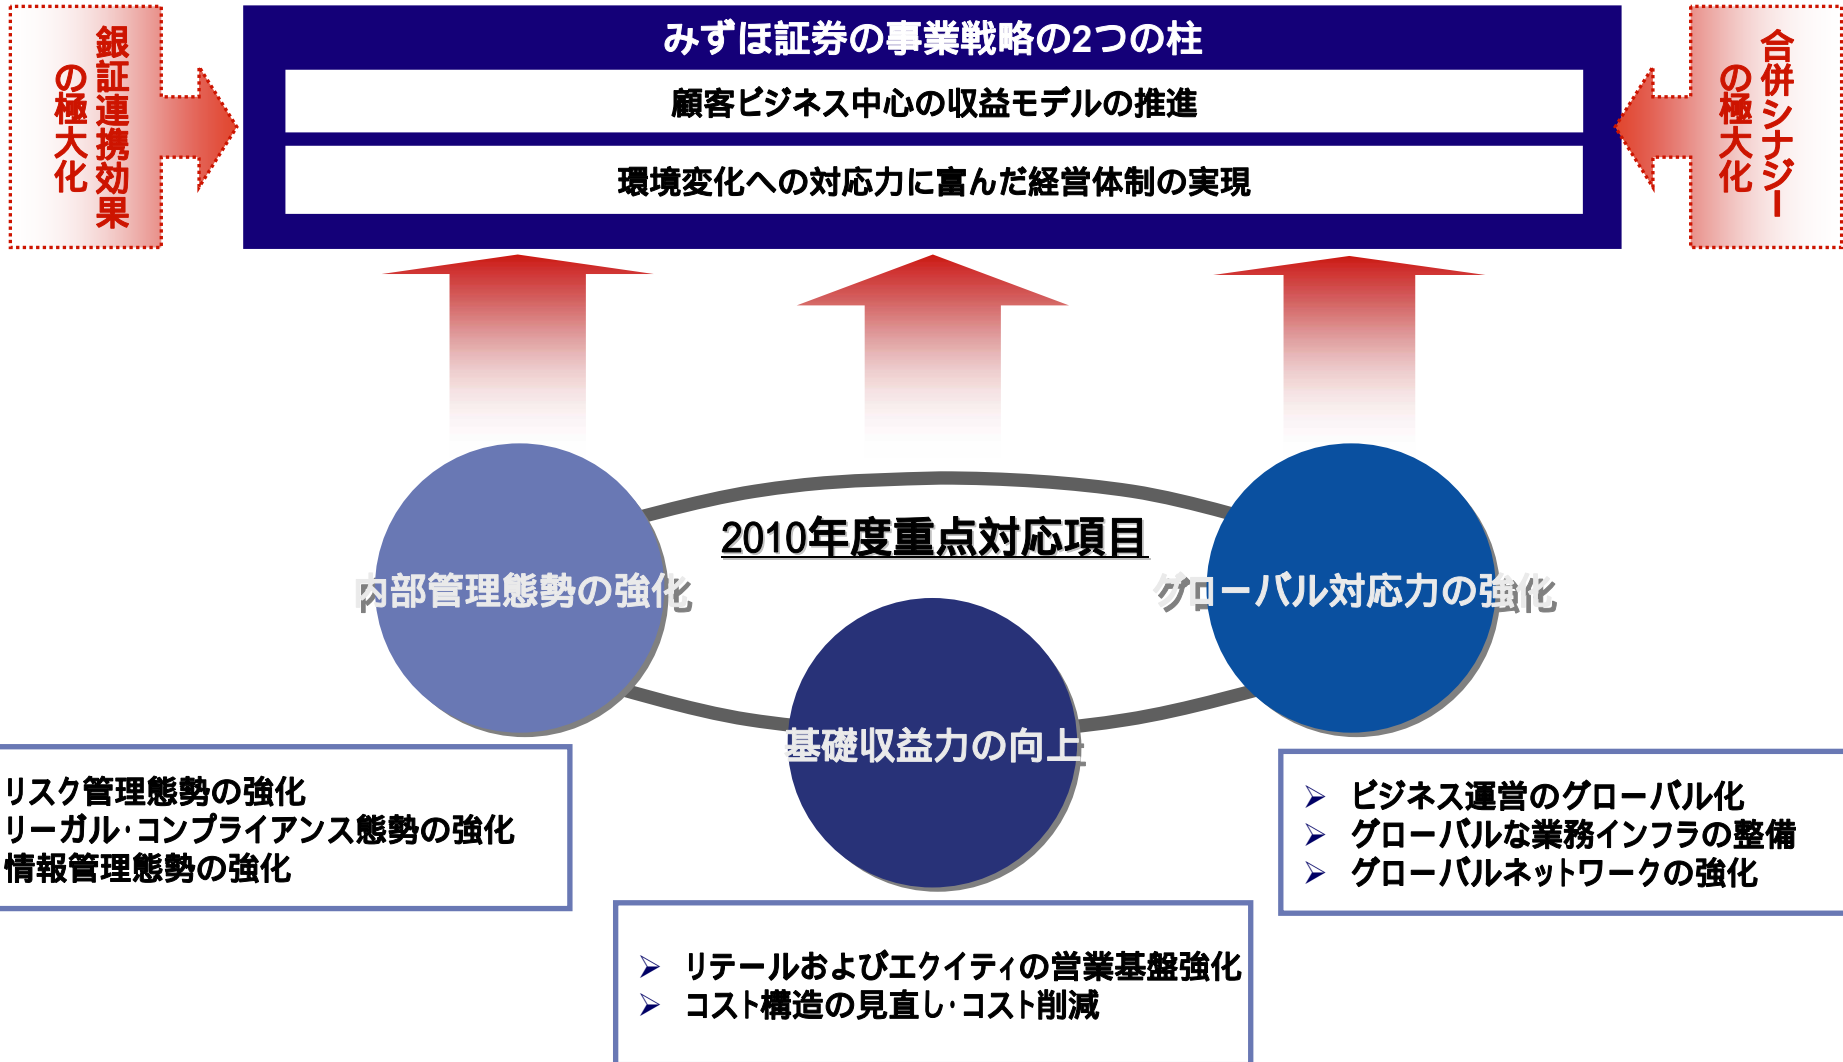 銀証連携効果
の極大化
みずほ証券の事業戦略の2つの柱
顧客ビジネス中心の収益モデルの推進
環境変化への対応力に富んだ経営体制の実現
合併シナジー
の極大化
2010年度重点対応項目
内部管理態勢の強化
グローバル対応力の強化
基礎収益力の向上
リスク管理態勢の強化
リーガル・コンプライアンス態勢の強化
情報管理態勢の強化
➢ ビジネス運営のグローバル化
➢ グローバルな業務インフラの整備
➢ グローバルネットワークの強化
➢ リテールおよびエクイティの営業基盤強化
➢ コスト構造の見直し・コスト削減